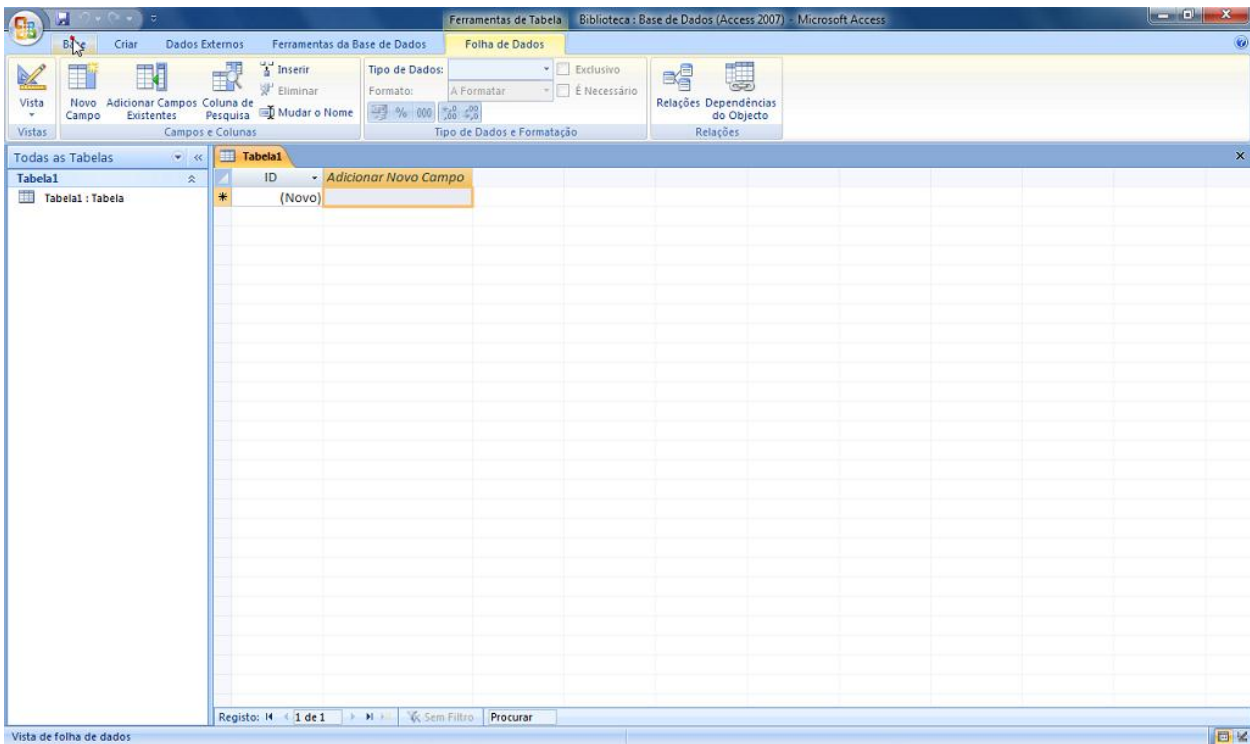 Ferramentas de Tabela Biblioteca : Base de Dados (Access 2007) - Microsoft Access
Base Criar Dados Externos Ferramentas da Base de Dados Folha de Dados
Vista
Novo Campo
Adicionar Campos Existentes
Coluna de Pesquisa
Inserir
Eliminar
Mudar o Nome
Tipo de Dados:
Formato: A Formatar
% 000
Exclusivo
É Necessário
Relações
Dependências do Objecto
Vistas Campos e Colunas Tipo de Dados e Formatação Relações
Todas as Tabelas
Tabela1
Tabela1 : Tabela
Tabela1
ID Adicionar Novo Campo
(Novo)
Registo: 1 de 1 Sem Filtro Procurar
Vista de folha de dados